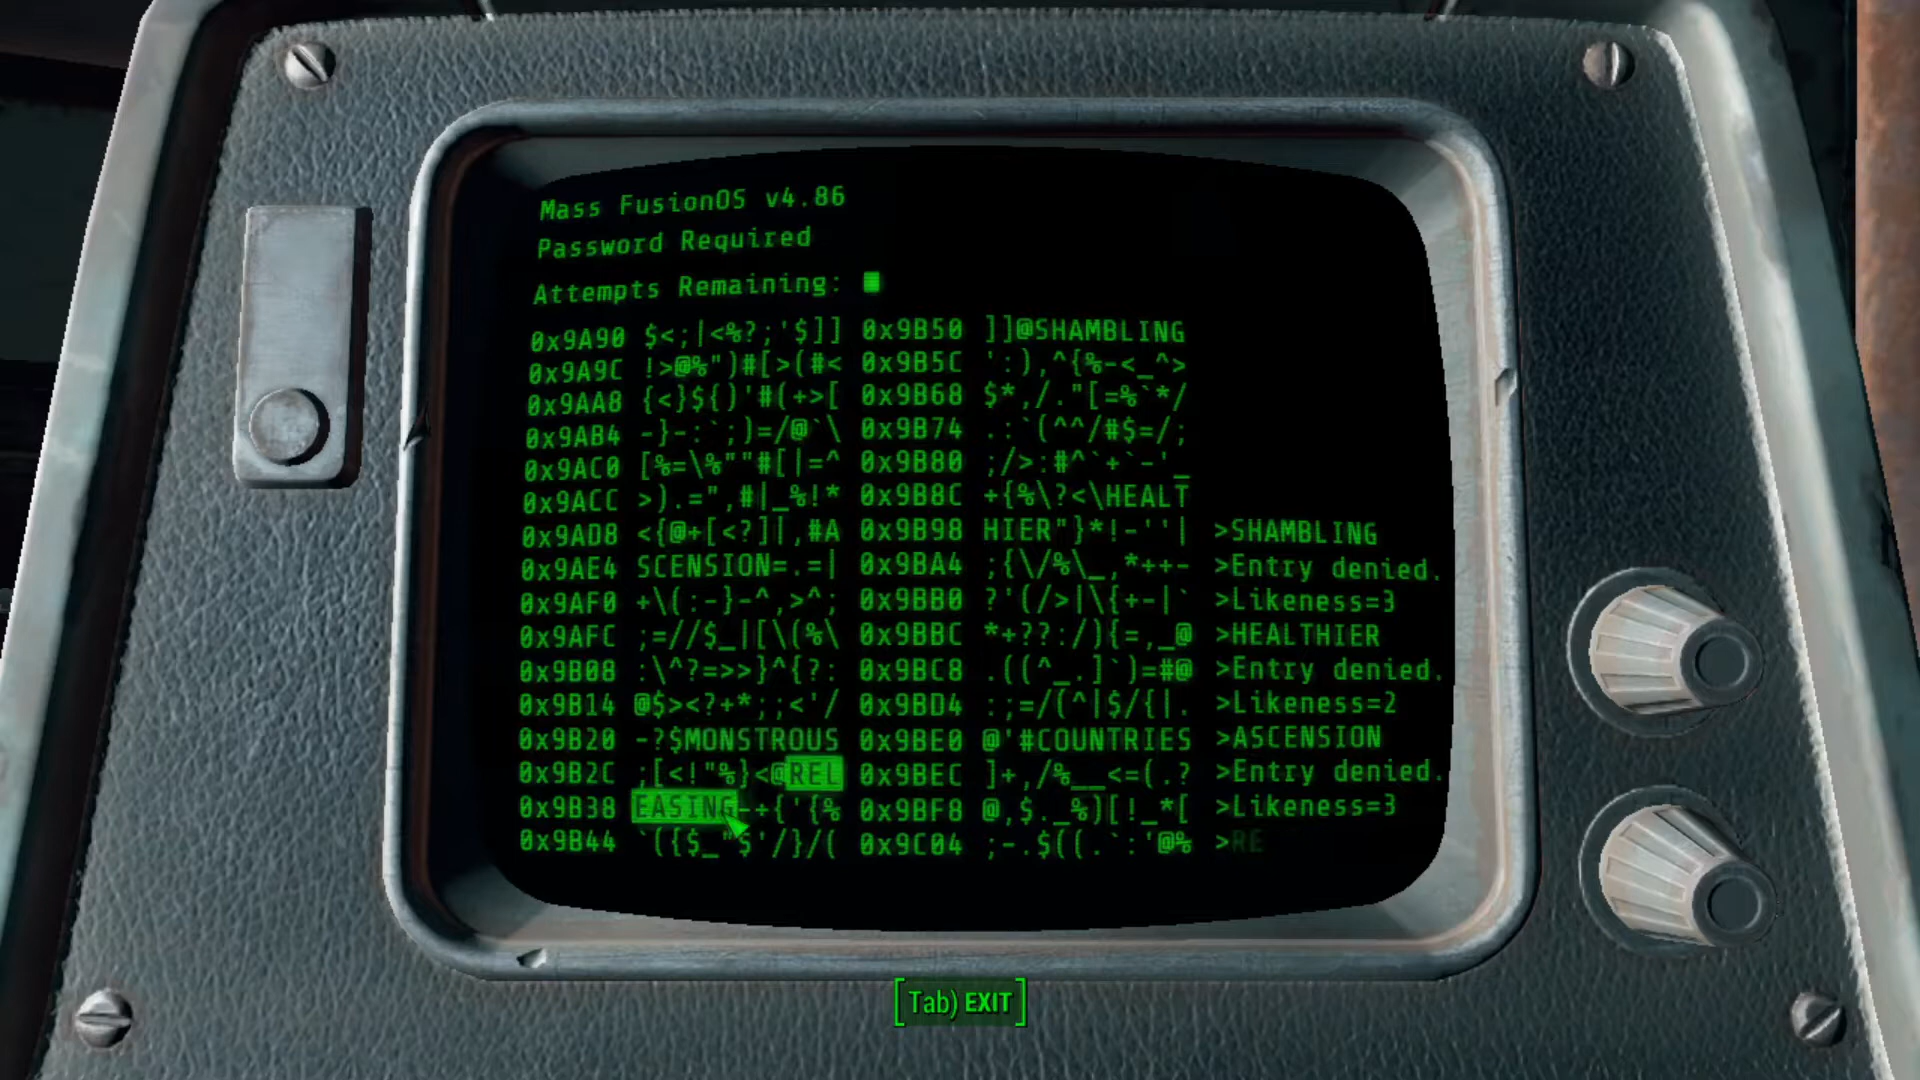 Mass FusionOS v4.86
Password Required
Attempts Remaining: ■
0x9A90 $<;|<%?;'$]] 0x9B50 ]]@SHAMBLING
0x9A9C !>@%")#[>(#< 0x9B5C ':),^{%-<_^>
0x9AA8 {<}${)'#(+>[ 0x9B68 $*,/."[=%`*/
0x9AB4 -}-:`;)=/@`\ 0x9B74 .:`(^^/#$=/;
0x9AC0 [%=\%""#[|=^ 0x9B80 ;/>:#^`+`-'_
0x9ACC >).=",#|_%!* 0x9B8C +{%\?<\HEALT
0x9AD8 <{@+[<?]|,#A 0x9B98 HIER"}*!-''| >SHAMBLING
0x9AE4 SCENSION=.=| 0x9BA4 ;{\/%\_,*++- >Entry denied.
0x9AF0 +\(:-}-^,>^; 0x9BB0 ?'(/>|\{+-|` >Likeness=3
0x9AFC ;=//$_|[\(%\ 0x9BBC *+??:/){=,_@ >HEALTHIER
0x9B08 :\^?=>>}^{?: 0x9BC8 .((^_.]`)=#@ >Entry denied.
0x9B14 @$><?+*;;<'/ 0x9BD4 :;=/(^|$/{|. >Likeness=2
0x9B20 -?$MONSTROUS 0x9BE0 @'#COUNTRIES >ASCENSION
0x9B2C ;[<!"%}<@REL 0x9BEC ]+,/%__<=(.? >Entry denied.
0x9B38 EASING-+{'{% 0x9BF8 @,$._%)[!_*[ >Likeness=3
0x9B44 `({$_"$'/}/( 0x9C04 ;-.$((.`:'@% >RE
[Tab) EXIT]